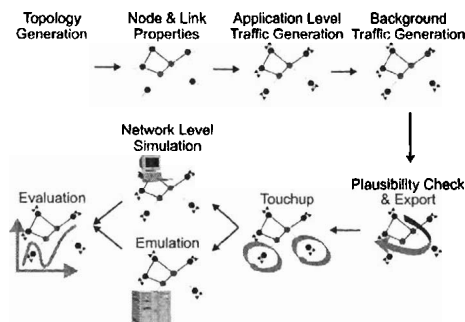 Topology
Generation
Node & Link
Properties
Application Level
Traffic Generation
Background
Traffic Generation
Network Level
Simulation
Evaluation
Emulation
Touchup
Plausibility Check
& Export